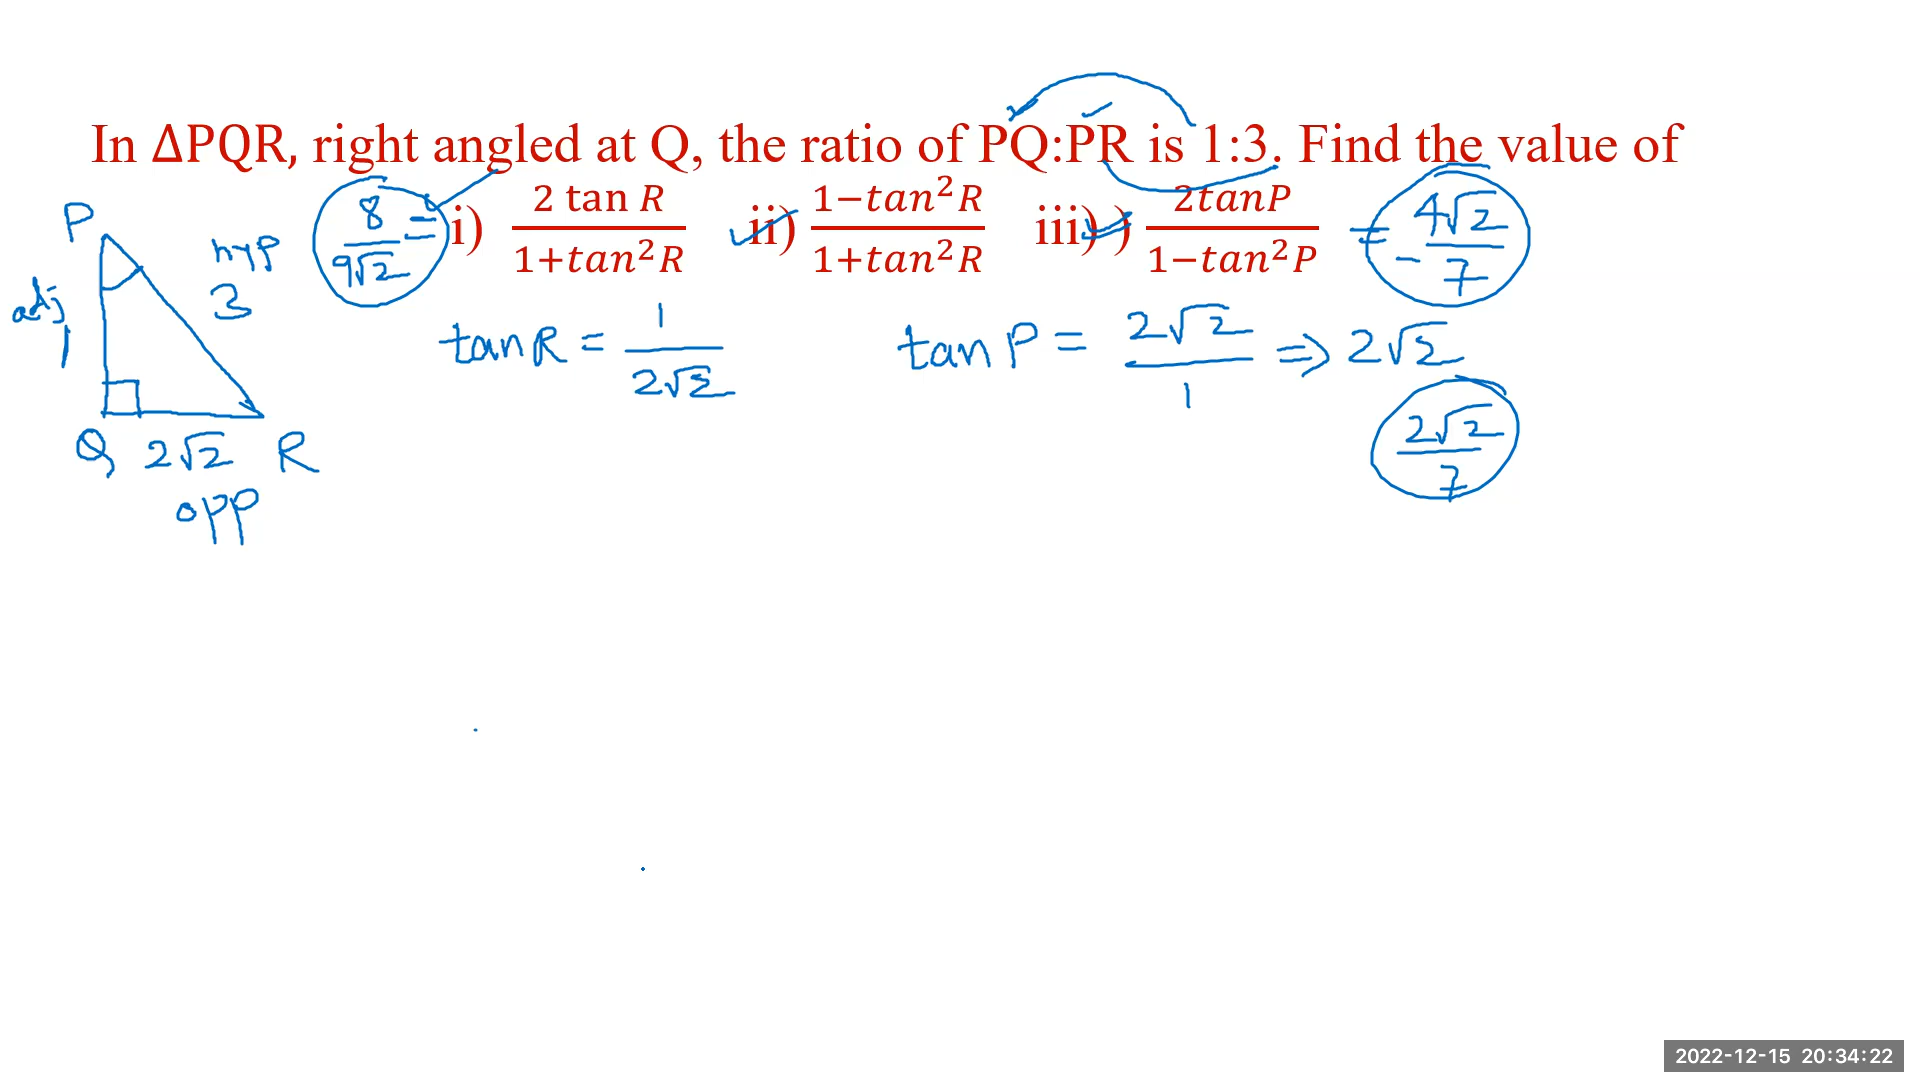 In ΔPQR, right angled at Q, the ratio of PQ:PR is 1:3. Find the value of
8/9√2 = i) 2 tan R / 1+tan²R ii) 1−tan²R / 1+tan²R iii) ) 2tanP / 1−tan²P = −4√2/7
P
hyp
3
adj
1
tan R = 1/2√2
tan P = 2√2/1 ⇒ 2√2
2√2/7
Q 2√2 R
opp
2022-12-15 20:34:22